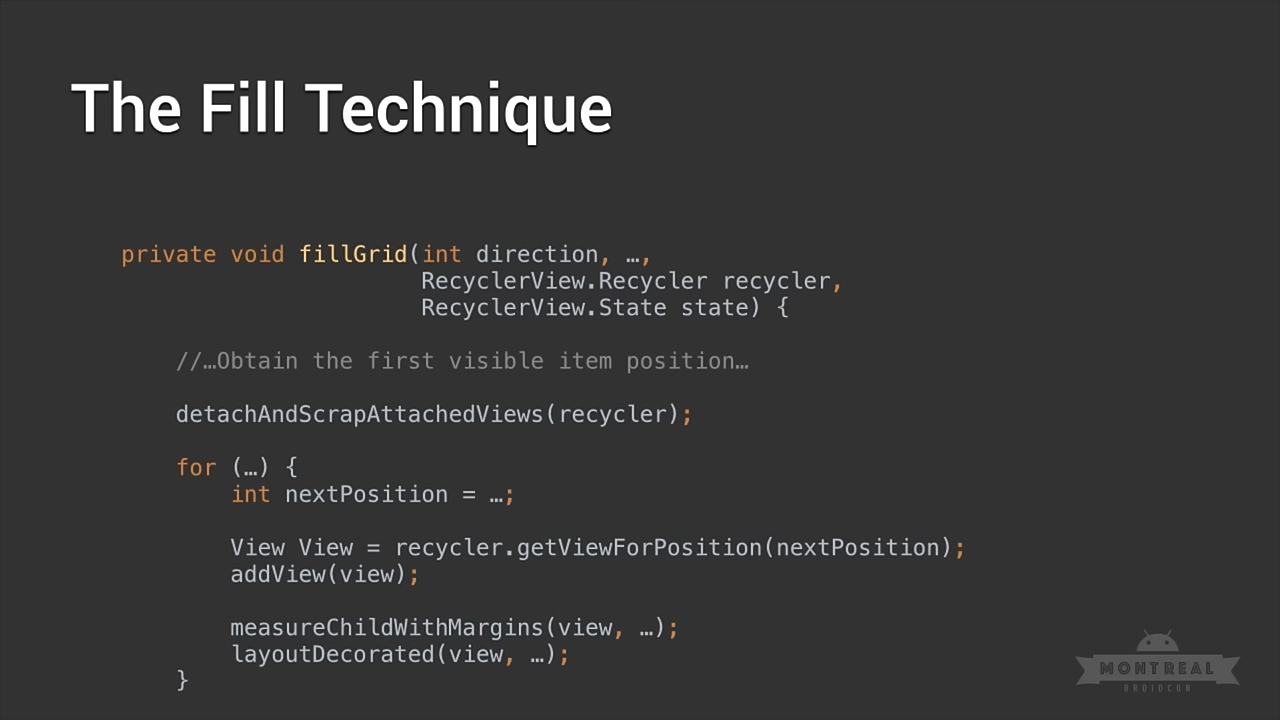 The Fill Technique
private void fillGrid(int direction, …,
RecyclerView.Recycler recycler,
RecyclerView.State state) {
//…Obtain the first visible item position…
detachAndScrapAttachedViews(recycler);
for (…) {
int nextPosition = …;
View View = recycler.getViewForPosition(nextPosition);
addView(view);
measureChildWithMargins(view, …);
layoutDecorated(view, …);
}
MONTREAL
DROIDCON